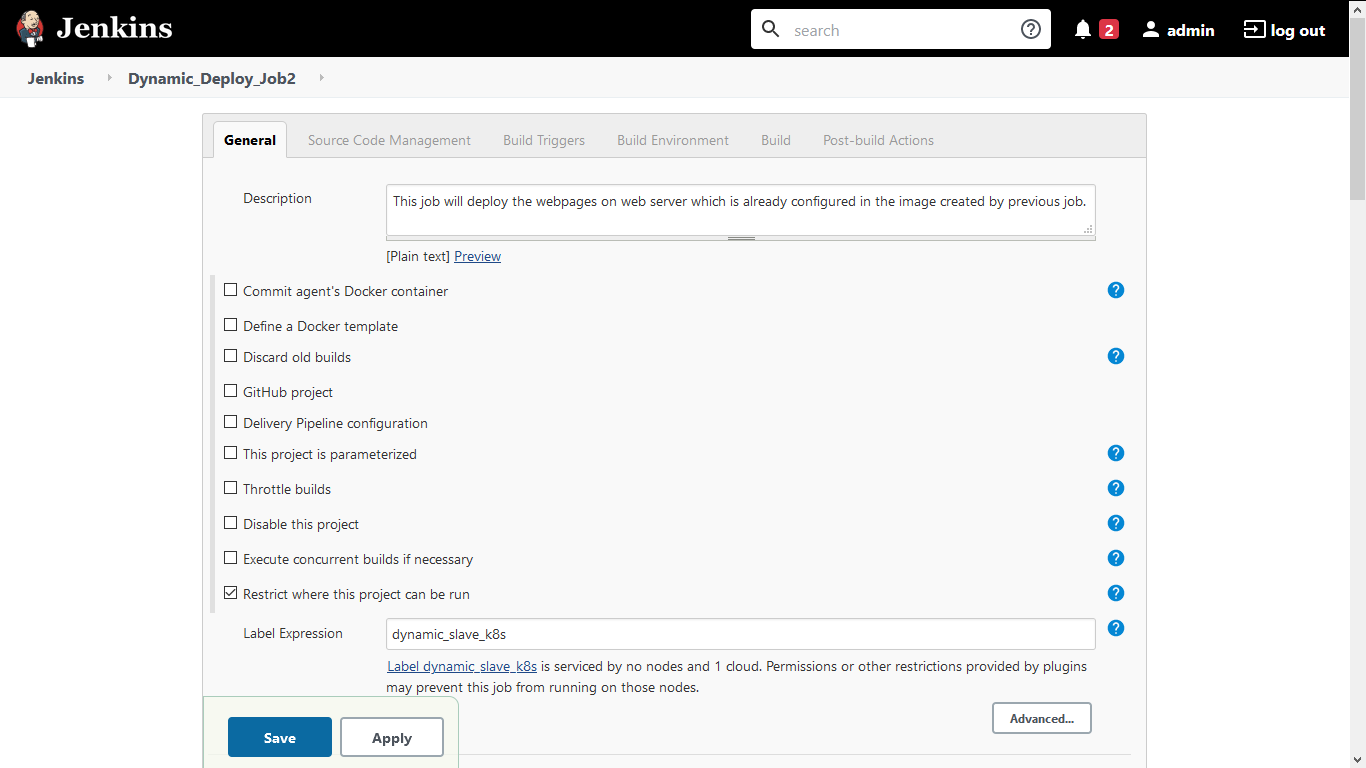 Jenkins
search
2
admin
log out
Jenkins
Dynamic_Deploy_Job2
General
Source Code Management
Build Triggers
Build Environment
Build
Post-build Actions
Description
This job will deploy the webpages on web server which is already configured in the image created by previous job.
[Plain text] Preview
Commit agent's Docker container
Define a Docker template
Discard old builds
GitHub project
Delivery Pipeline configuration
This project is parameterized
Throttle builds
Disable this project
Execute concurrent builds if necessary
Restrict where this project can be run
Label Expression
dynamic_slave_k8s
Label dynamic_slave_k8s is serviced by no nodes and 1 cloud. Permissions or other restrictions provided by plugins
may prevent this job from running on those nodes.
Advanced...
Save
Apply